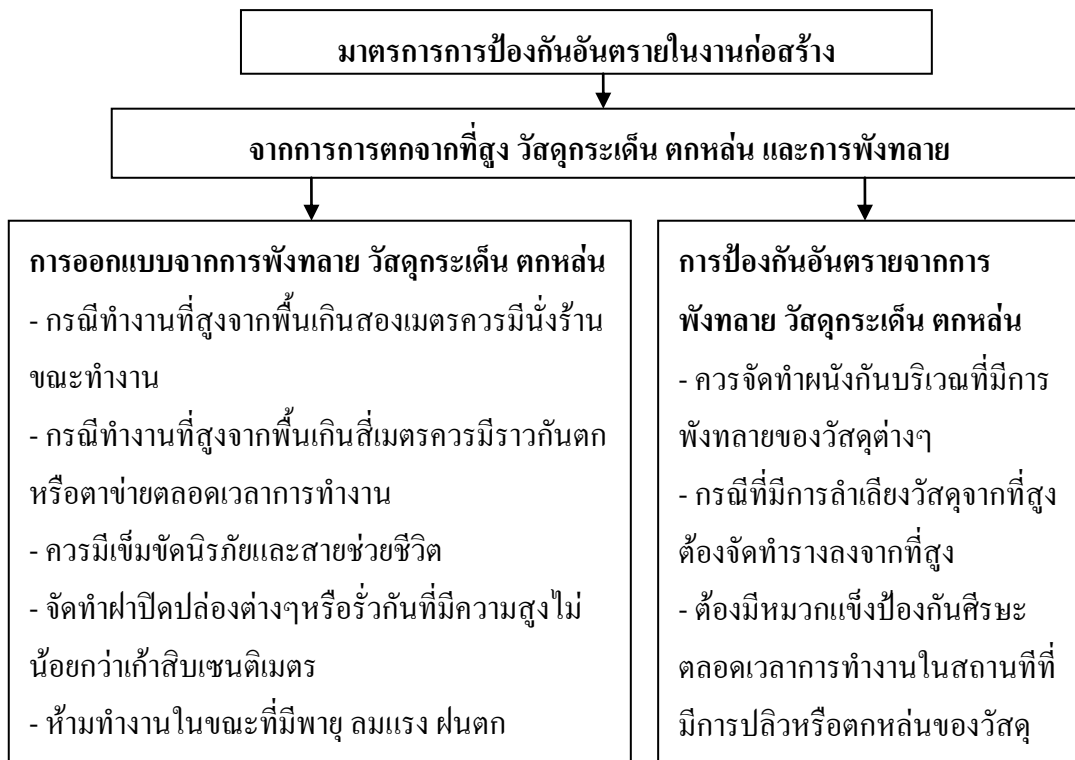 มาตรการการป้องกันอันตรายในงานก่อสร้าง
จากการการตกจากที่สูง วัสดุกระเด็น ตกหล่น และการพังทลาย
การออกแบบจากการพังทลาย วัสดุกระเด็น ตกหล่น
- กรณีทำงานที่สูงจากพื้นเกินสองเมตรควรมีนั่งร้าน
ขณะทำงาน
- กรณีทำงานที่สูงจากพื้นเกินสี่เมตรควรมีราวกันตก
หรือตาข่ายตลอดเวลาการทำงาน
- ควรมีเข็มขัดนิรภัยและสายช่วยชีวิต
- จัดทำฝาปิดปล่องต่างๆหรือรั่วกันที่มีความสูงไม่
น้อยกว่าเก้าสิบเซนติเมตร
- ห้ามทำงานในขณะที่มีพายุ ลมแรง ฝนตก
การป้องกันอันตรายจากการ
พังทลาย วัสดุกระเด็น ตกหล่น
- ควรจัดทำผนังกันบริเวณที่มีการ
พังทลายของวัสดุต่างๆ
- กรณีที่มีการลำเลียงวัสดุจากที่สูง
ต้องจัดทำรางลงจากที่สูง
- ต้องมีหมวกแข็งป้องกันศีรษะ
ตลอดเวลาการทำงานในสถานทีที่
มีการปลิวหรือตกหล่นของวัสดุ